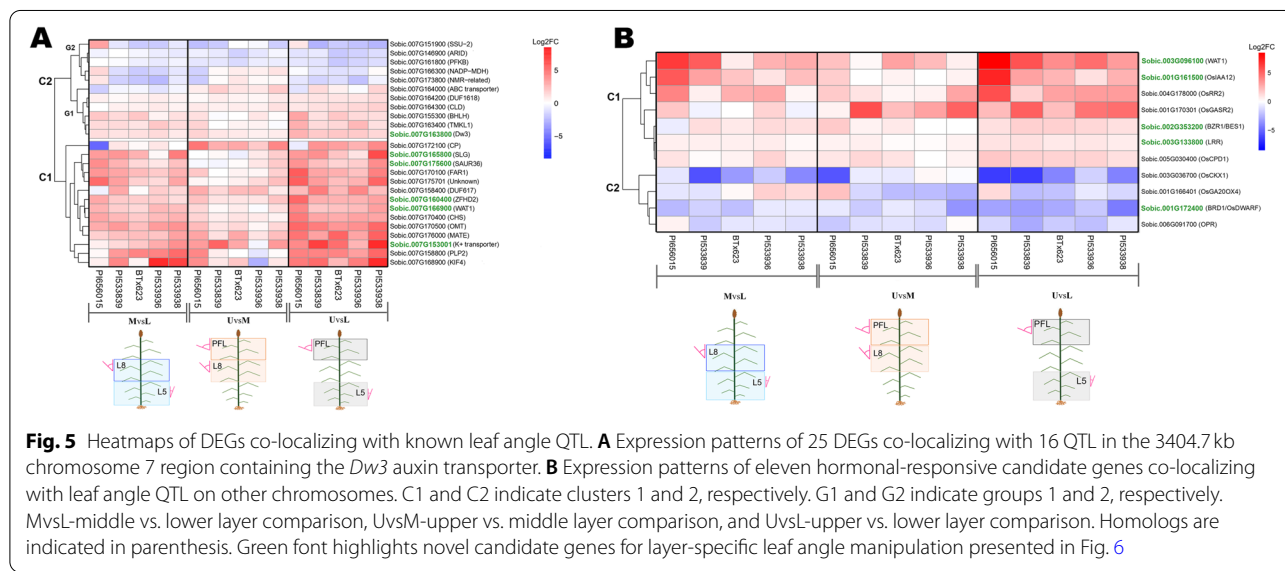 A
G2
C2
G1
C1
Sobic.007G151900 (SSU-2)
Sobic.007G146900 (ARID)
Sobic.007G161800 (PFKB)
Sobic.007G166300 (NADP-MDH)
Sobic.007G173800 (NMR-related)
Sobic.007G164000 (ABC transporter)
Sobic.007G164200 (DUF1618)
Sobic.007G164300 (CLD)
Sobic.007G155300 (BHLH)
Sobic.007G163400 (TMKL1)
Sobic.007G163800 (Dw3)
Sobic.007G172100 (CP)
Sobic.007G165800 (SLG)
Sobic.007G175600 (SAUR36)
Sobic.007G170100 (FAR1)
Sobic.007G175701 (Unknown)
Sobic.007G158400 (DUF617)
Sobic.007G160400 (ZFHD2)
Sobic.007G166900 (WAT1)
Sobic.007G170400 (CHS)
Sobic.007G170500 (OMT)
Sobic.007G176000 (MATE)
Sobic.007G153001 (K+ transporter)
Sobic.007G158800 (PLP2)
Sobic.007G168900 (KIF4)
Log2FC
5
0
−5
PI656015
PI533839
BTx623
PI533936
PI533938
PI656015
PI533839
BTx623
PI533936
PI533938
PI656015
PI533839
BTx623
PI533936
PI533938
MvsL
UvsM
UvsL
L8
L5
PFL
L8
PFL
L5
B
C1
C2
Sobic.003G096100 (WAT1)
Sobic.001G161500 (OsIAA12)
Sobic.004G178000 (OsRR2)
Sobic.001G170301 (OsGASR2)
Sobic.002G353200 (BZR1/BES1)
Sobic.003G133800 (LRR)
Sobic.005G030400 (OsCPD1)
Sobic.003G036700 (OsCKX1)
Sobic.001G166401 (OsGA20OX4)
Sobic.001G172400 (BRD1/OsDWARF)
Sobic.006G091700 (OPR)
Log2FC
5
0
−5
PI656015
PI533839
BTx623
PI533936
PI533938
PI656015
PI533839
BTx623
PI533936
PI533938
PI656015
PI533839
BTx623
PI533936
PI533938
MvsL
UvsM
UvsL
L8
L5
PFL
L8
PFL
L5
Fig. 5 Heatmaps of DEGs co-localizing with known leaf angle QTL. A Expression patterns of 25 DEGs co-localizing with 16 QTL in the 3404.7 kb
chromosome 7 region containing the Dw3 auxin transporter. B Expression patterns of eleven hormonal-responsive candidate genes co-localizing
with leaf angle QTL on other chromosomes. C1 and C2 indicate clusters 1 and 2, respectively. G1 and G2 indicate groups 1 and 2, respectively.
MvsL-middle vs. lower layer comparison, UvsM-upper vs. middle layer comparison, and UvsL-upper vs. lower layer comparison. Homologs are
indicated in parenthesis. Green font highlights novel candidate genes for layer-specific leaf angle manipulation presented in Fig. 6